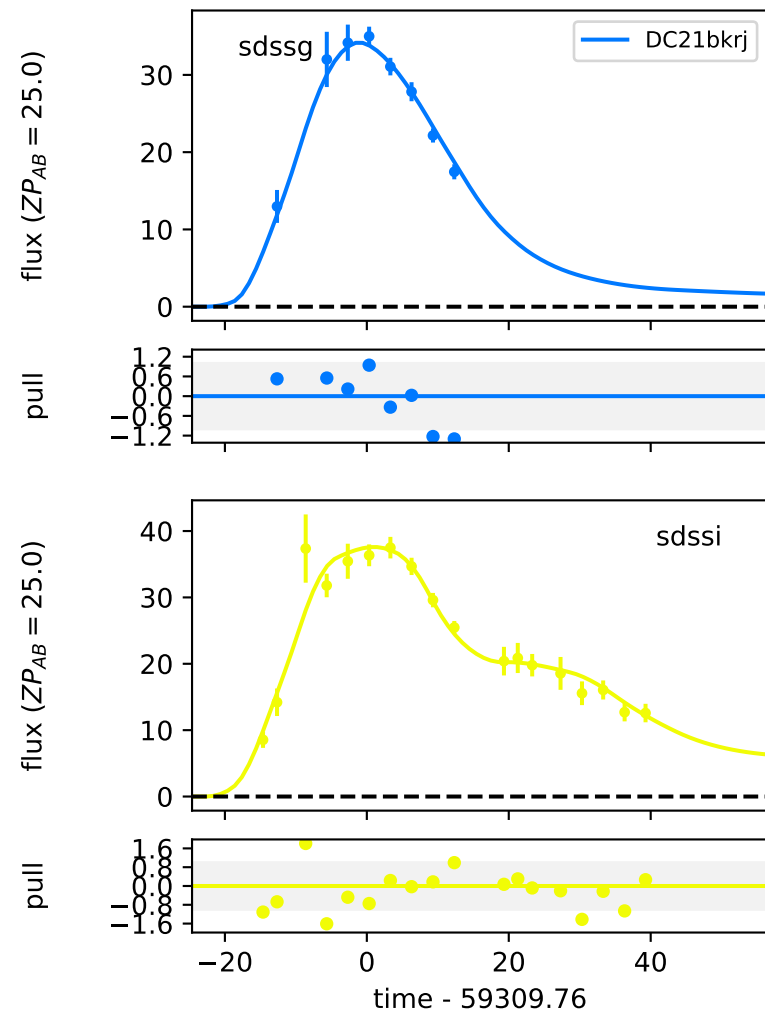 sdssg
DC21bkrj
flux (ZP_AB = 25.0)
30
20
10
0
pull
1.2
0.6
0.0
−0.6
−1.2
sdssi
flux (ZP_AB = 25.0)
40
30
20
10
0
pull
1.6
0.8
0.0
−0.8
−1.6
−20 0 20 40
time - 59309.76